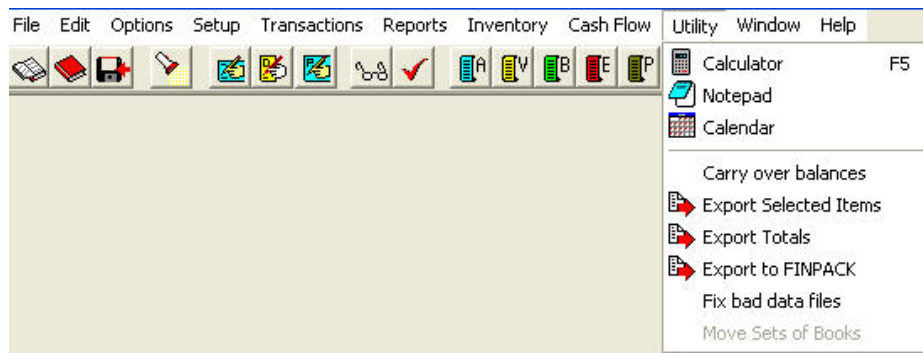 File Edit Options Setup Transactions Reports Inventory Cash Flow Utility Window Help
A V B E P
Calculator F5
Notepad
Calendar
Carry over balances
Export Selected Items
Export Totals
Export to FINPACK
Fix bad data files
Move Sets of Books